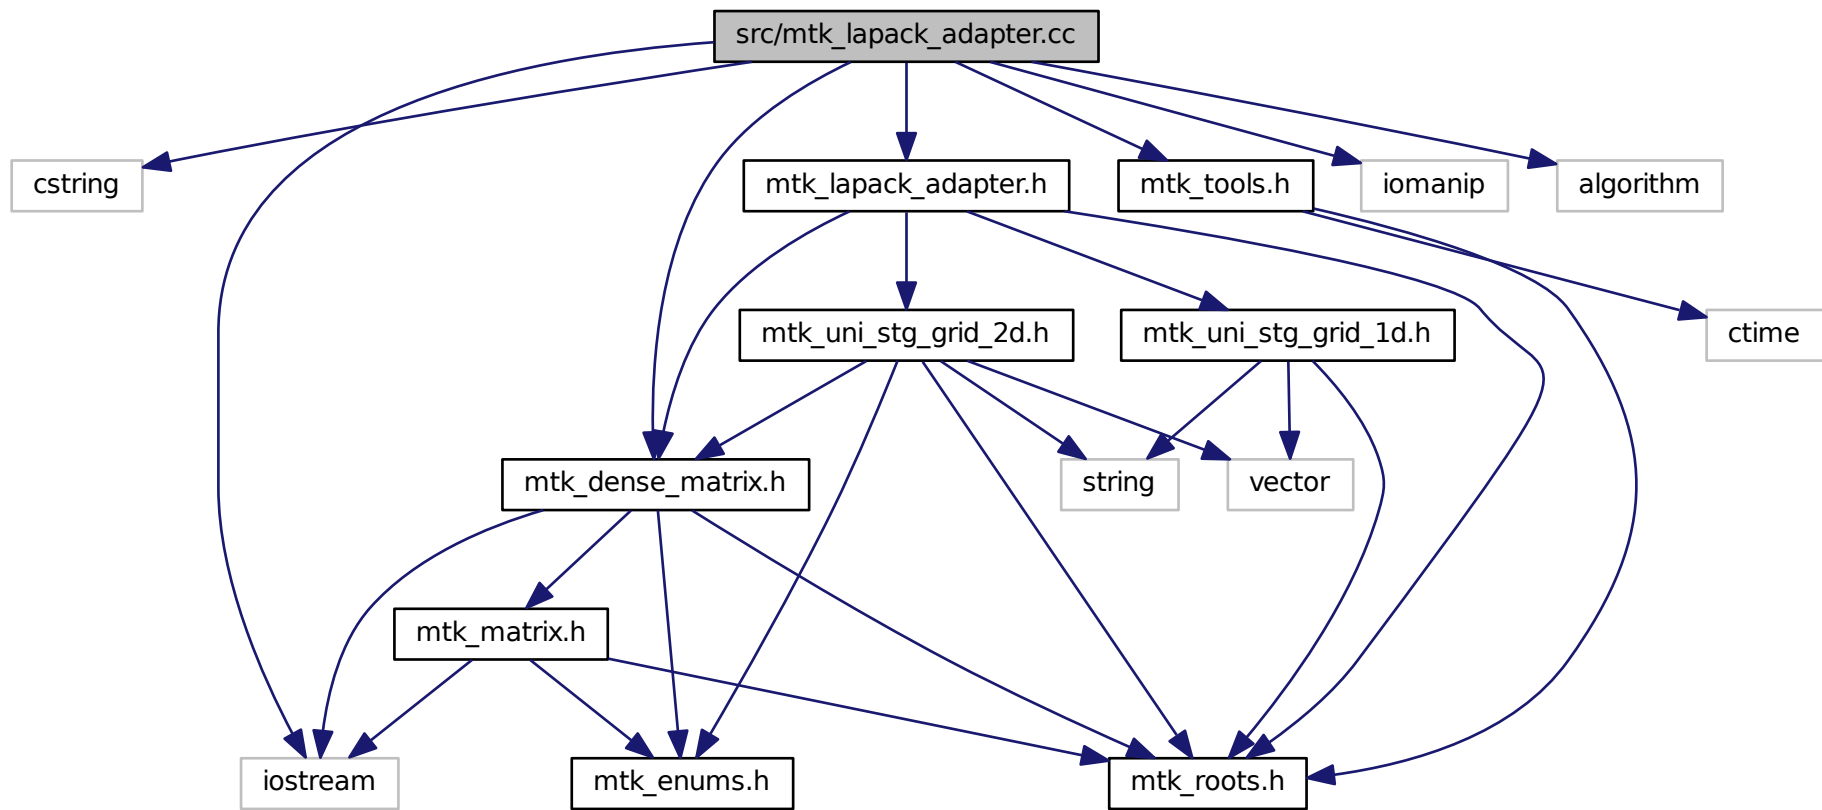 src/mtk_lapack_adapter.cc
cstring
mtk_lapack_adapter.h
mtk_tools.h
iomanip
algorithm
mtk_uni_stg_grid_2d.h
mtk_uni_stg_grid_1d.h
ctime
mtk_dense_matrix.h
string
vector
mtk_matrix.h
iostream
mtk_enums.h
mtk_roots.h